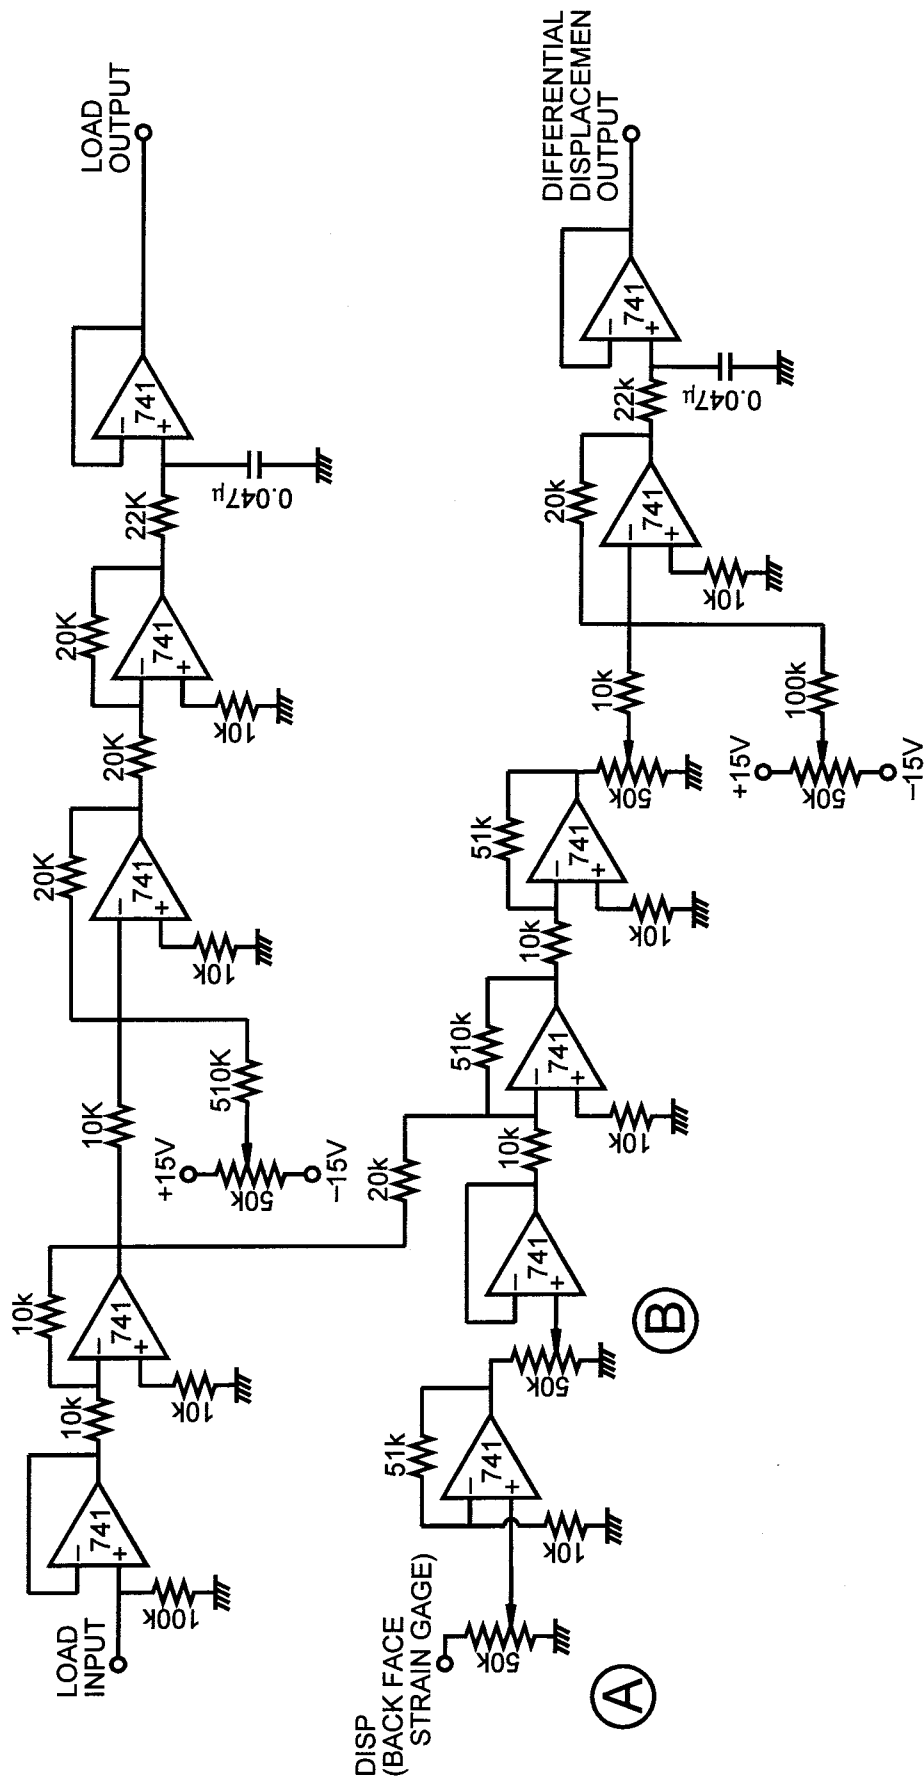 LOAD
INPUT
100k
741
−
+
10k
10k
741
−
+
10k
+15V
50k
−15V
510K
10K
20K
741
−
+
10k
20K
20K
741
−
+
10k
22K
0.047μ
741
−
+
LOAD
OUTPUT
DISP
(BACK FACE
STRAIN GAGE)
50k
A
51k
741
−
+
10k
50k
B
741
−
+
10k
20k
510k
741
−
+
10k
10k
51k
741
−
+
10k
50k
10k
+15V
50k
−15V
100k
20k
741
−
+
10k
22k
0.047μ
741
−
+
DIFFERENTIAL
DISPLACEMEN
OUTPUT